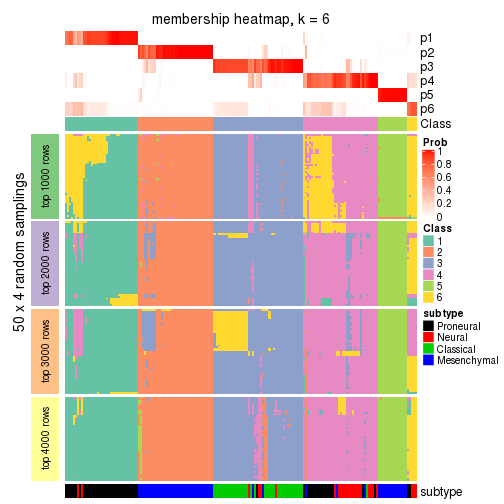 membership heatmap, k = 6
p1
p2
p3
p4
p5
p6
Class
50 x 4 random samplings
top 1000 rows
top 2000 rows
top 3000 rows
top 4000 rows
Prob
1
0.8
0.6
0.4
0.2
0
Class
1
2
3
4
5
6
subtype
Proneural
Neural
Classical
Mesenchymal
subtype